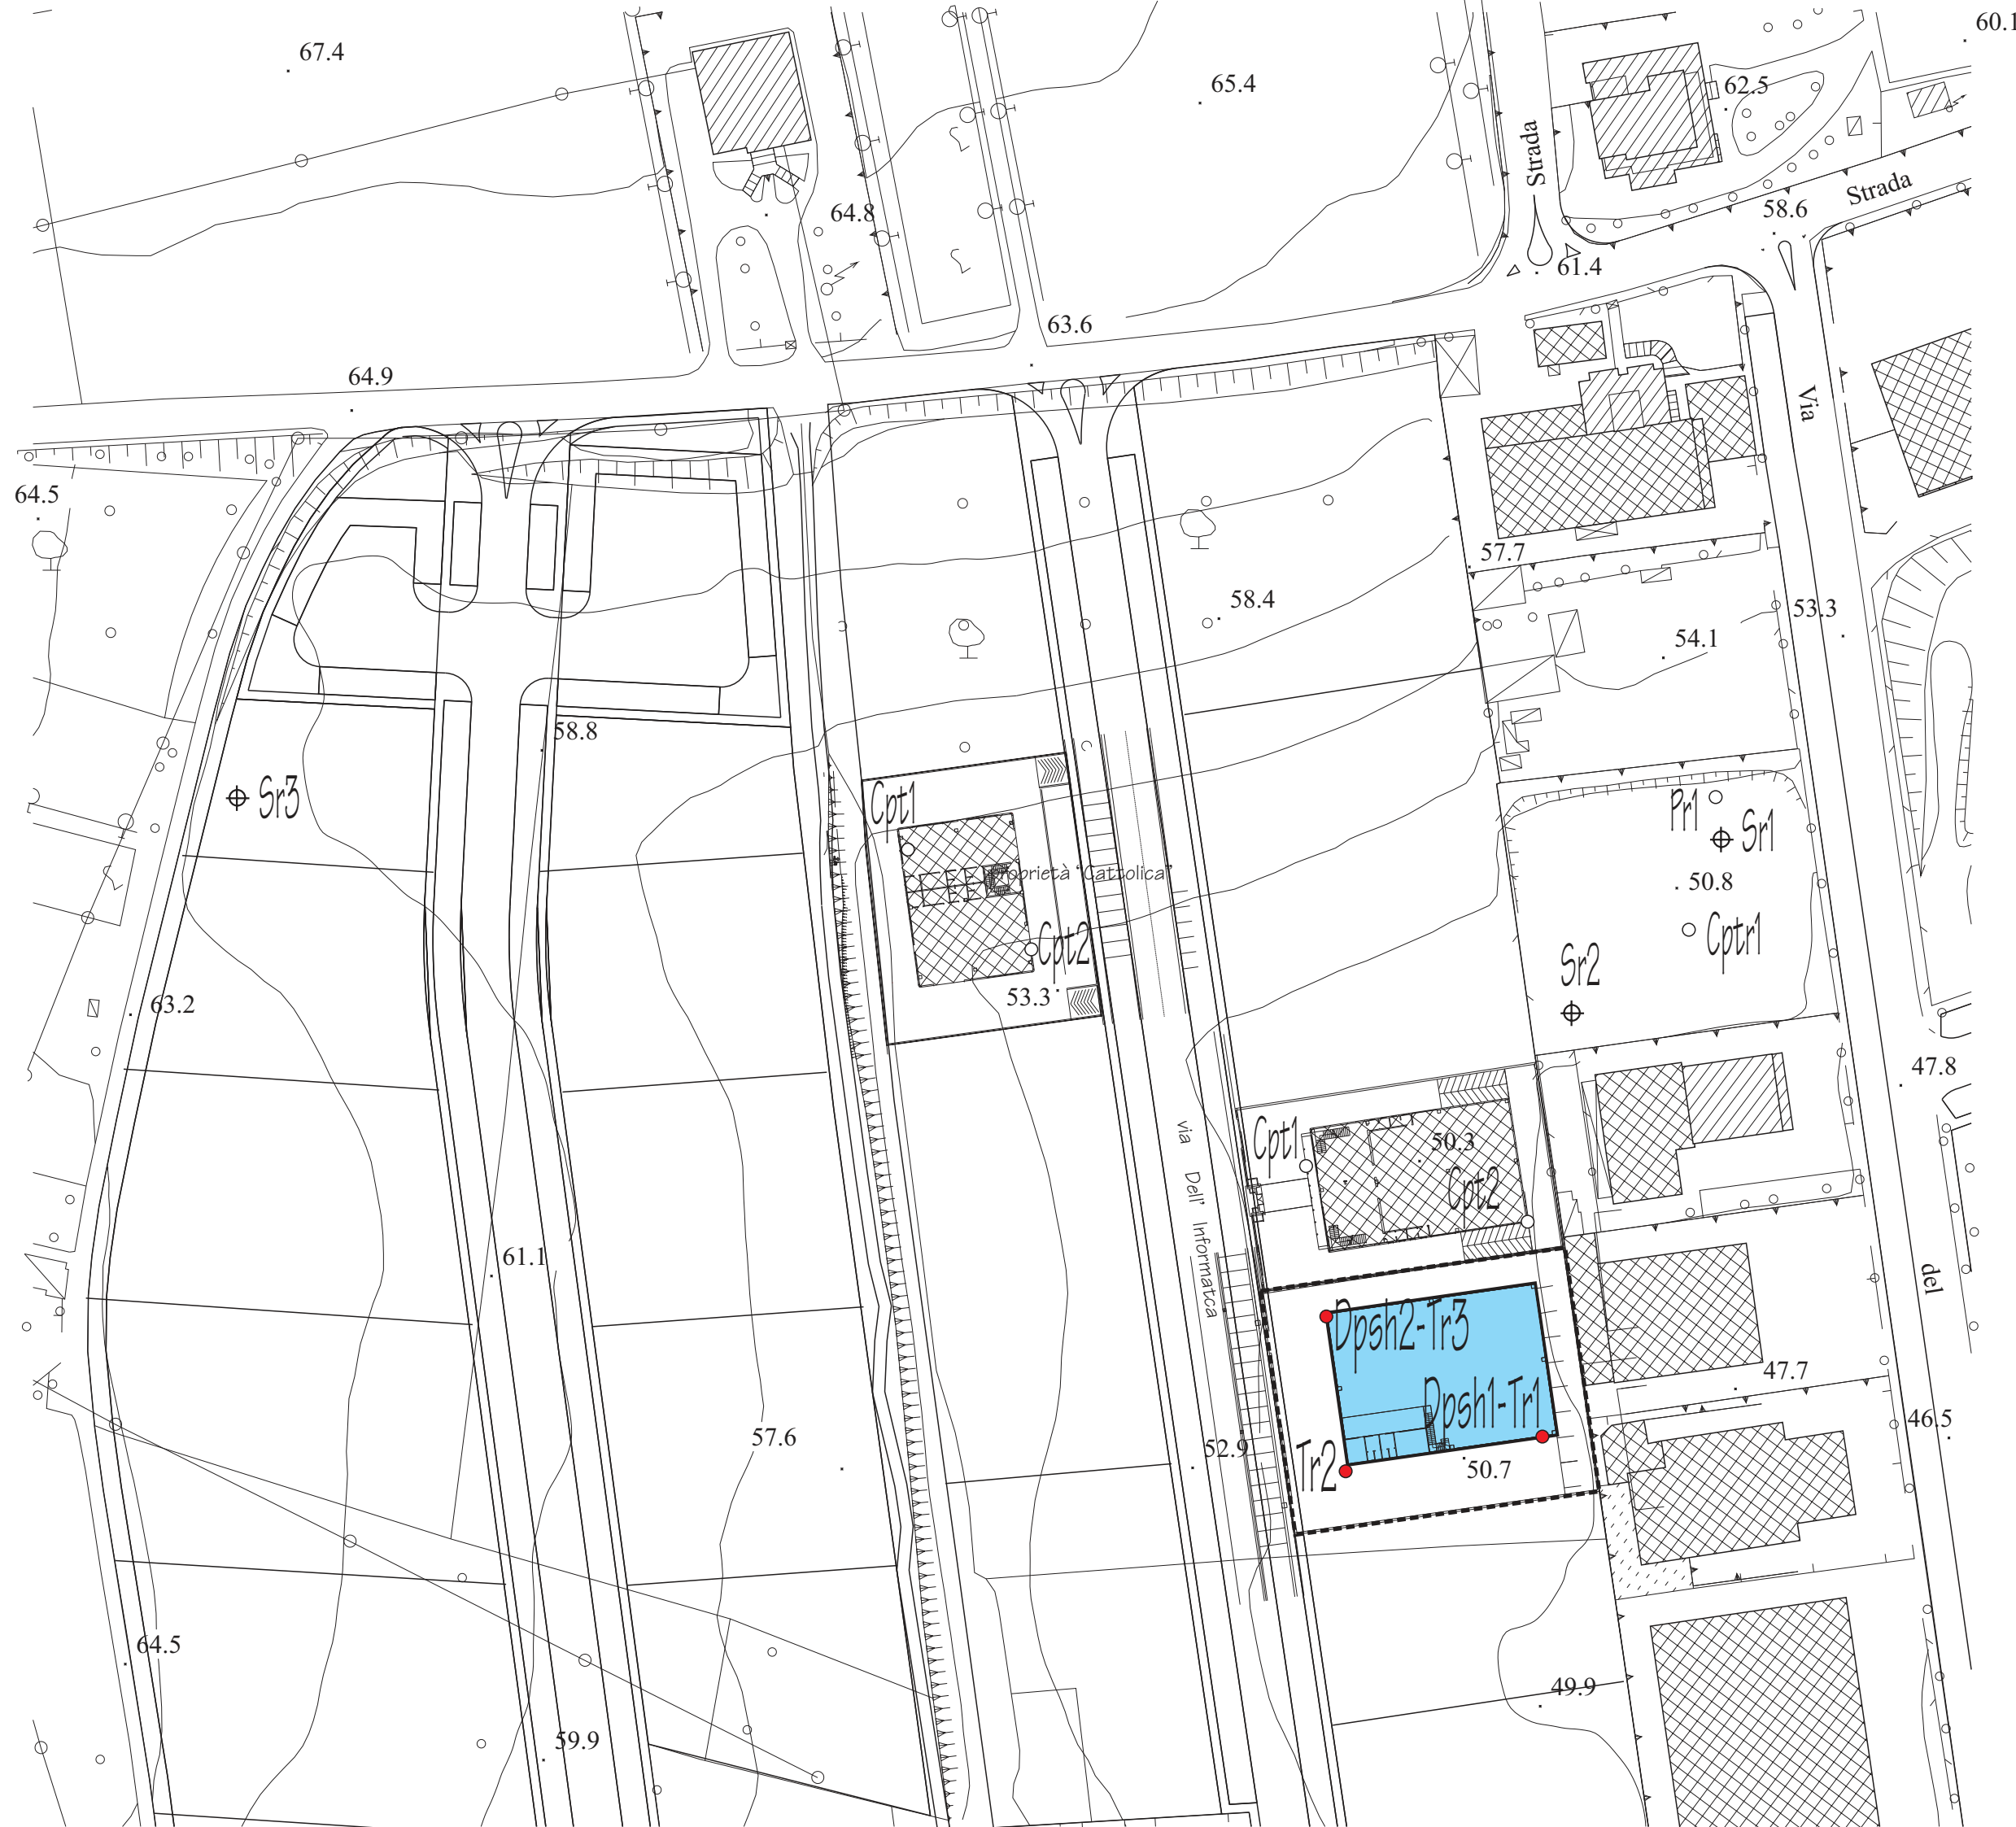 67.4
60.1
65.4
62.5
Strada
Strada
64.8
58.6
61.4
63.6
64.9
Via
64.5
57.7
58.4
53.3
54.1
58.8
Sr3
Cpt1
Pr1
Sr1
Proprietà "Cattolica"
50.8
Cptr1
Cpt2
Sr2
53.3
63.2
47.8
via Dell' Informatca
Cpt1
50.3
Cpt2
61.1
del
Dpsh2-Tr3
47.7
Dpsh1-Tr1
46.5
57.6
52.9
Tr2
50.7
64.5
49.9
59.9